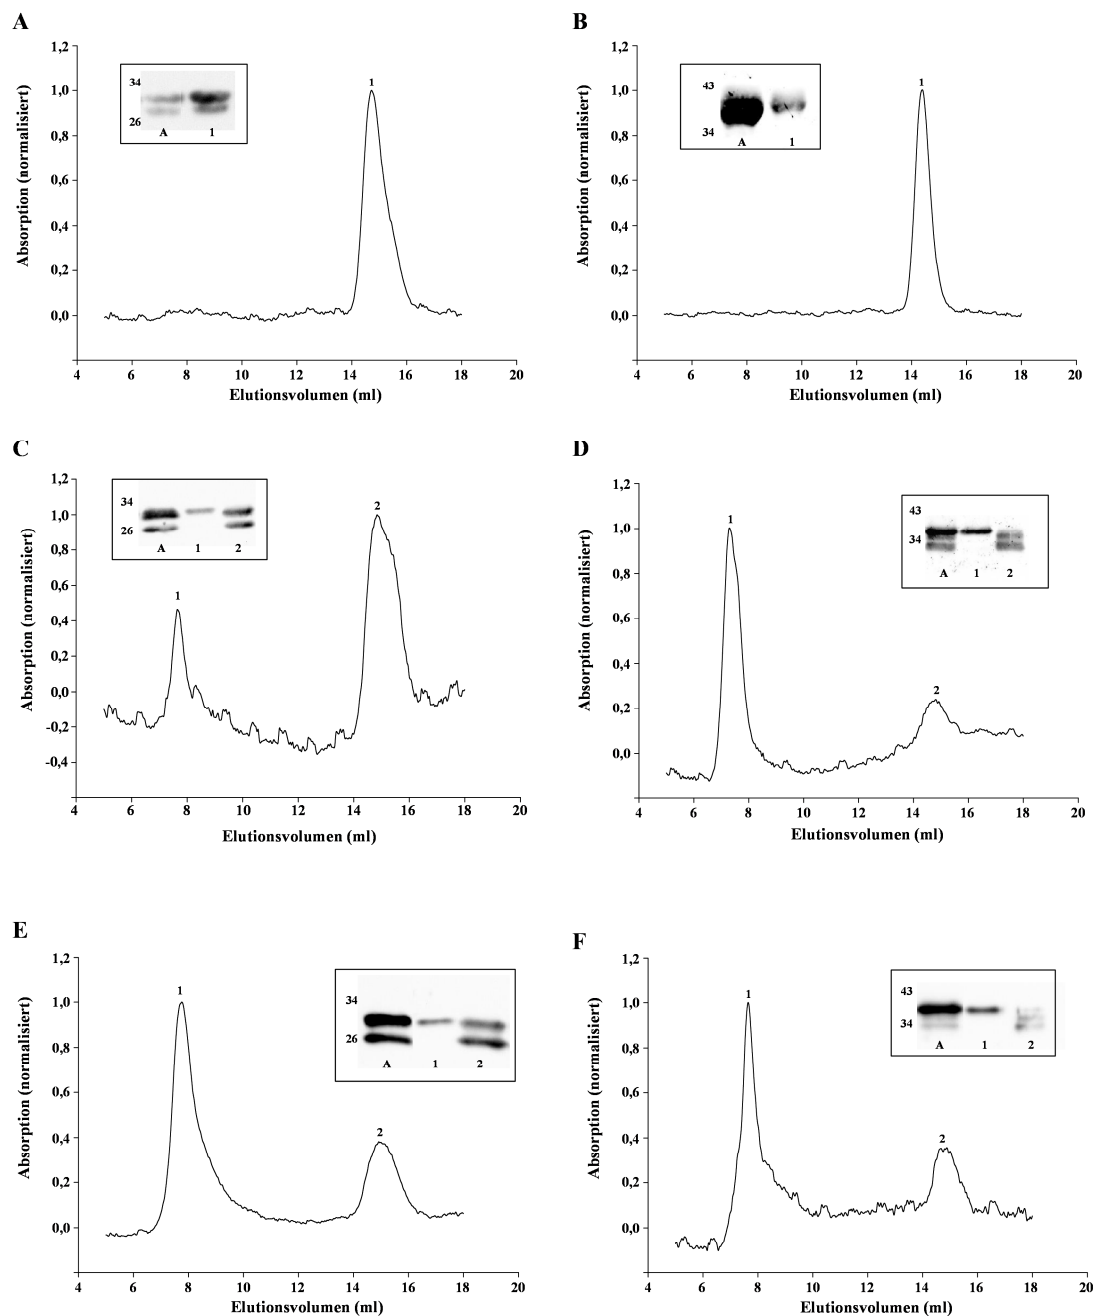 A
1,2
1,0
0,8
0,6
0,4
0,2
0,0
Absorption (normalisiert)
34
26
A 1
1
4 6 8 10 12 14 16 18 20
Elutionsvolumen (ml)
B
1,2
1,0
0,8
0,6
0,4
0,2
0,0
Absorption (normalisiert)
43
34
A 1
1
4 6 8 10 12 14 16 18 20
Elutionsvolumen (ml)
C
1,2
1,0
0,8
0,6
0,4
0,2
0,0
-0,2
-0,4
Absorption (normalisiert)
34
26
A 1 2
1
2
4 6 8 10 12 14 16 18 20
Elutionsvolumen (ml)
D
1,2
1,0
0,8
0,6
0,4
0,2
0,0
Absorption (normalisiert)
43
34
A 1 2
1
2
4 6 8 10 12 14 16 18 20
Elutionsvolumen (ml)
E
1,2
1,0
0,8
0,6
0,4
0,2
0,0
Absorption (normalisiert)
34
26
A 1 2
1
2
4 6 8 10 12 14 16 18 20
Elutionsvolumen (ml)
F
1,2
1,0
0,8
0,6
0,4
0,2
0,0
Absorption (normalisiert)
43
34
A 1 2
1
2
4 6 8 10 12 14 16 18 20
Elutionsvolumen (ml)